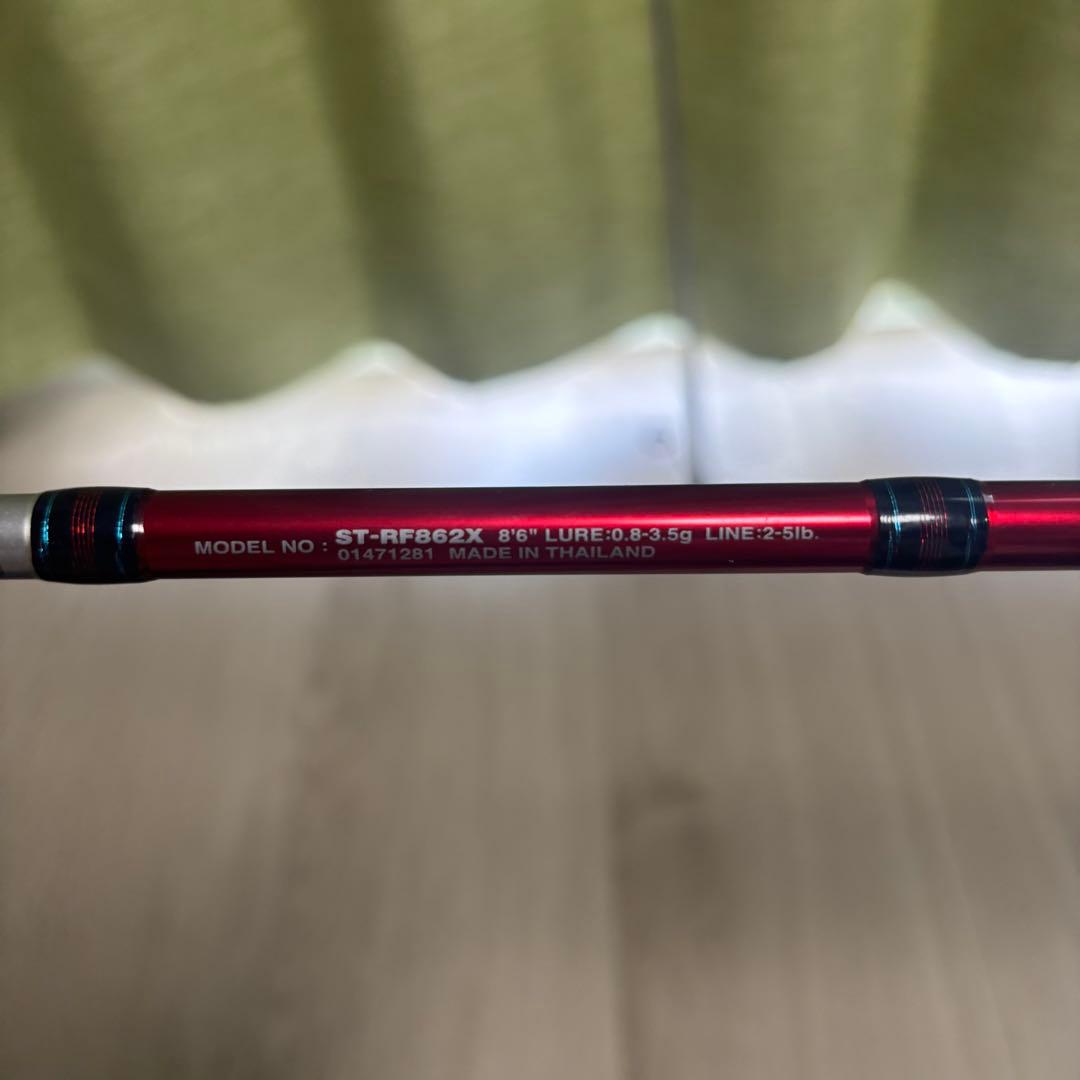 MODEL NO : ST-RF862X 8'6" LURE:0.8-3.5g LINE:2-5lb.
01471281 MADE IN THAILAND